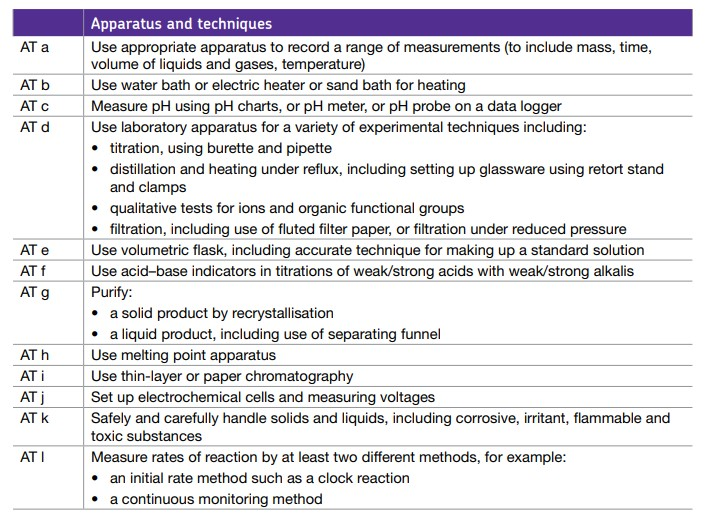 Apparatus and techniques
AT a Use appropriate apparatus to record a range of measurements (to include mass, time,
volume of liquids and gases, temperature)
AT b Use water bath or electric heater or sand bath for heating
AT c Measure pH using pH charts, or pH meter, or pH probe on a data logger
AT d Use laboratory apparatus for a variety of experimental techniques including:
• titration, using burette and pipette
• distillation and heating under reflux, including setting up glassware using retort stand
and clamps
• qualitative tests for ions and organic functional groups
• filtration, including use of fluted filter paper, or filtration under reduced pressure
AT e Use volumetric flask, including accurate technique for making up a standard solution
AT f Use acid–base indicators in titrations of weak/strong acids with weak/strong alkalis
AT g Purify:
• a solid product by recrystallisation
• a liquid product, including use of separating funnel
AT h Use melting point apparatus
AT i Use thin-layer or paper chromatography
AT j Set up electrochemical cells and measuring voltages
AT k Safely and carefully handle solids and liquids, including corrosive, irritant, flammable and
toxic substances
AT l Measure rates of reaction by at least two different methods, for example:
• an initial rate method such as a clock reaction
• a continuous monitoring method